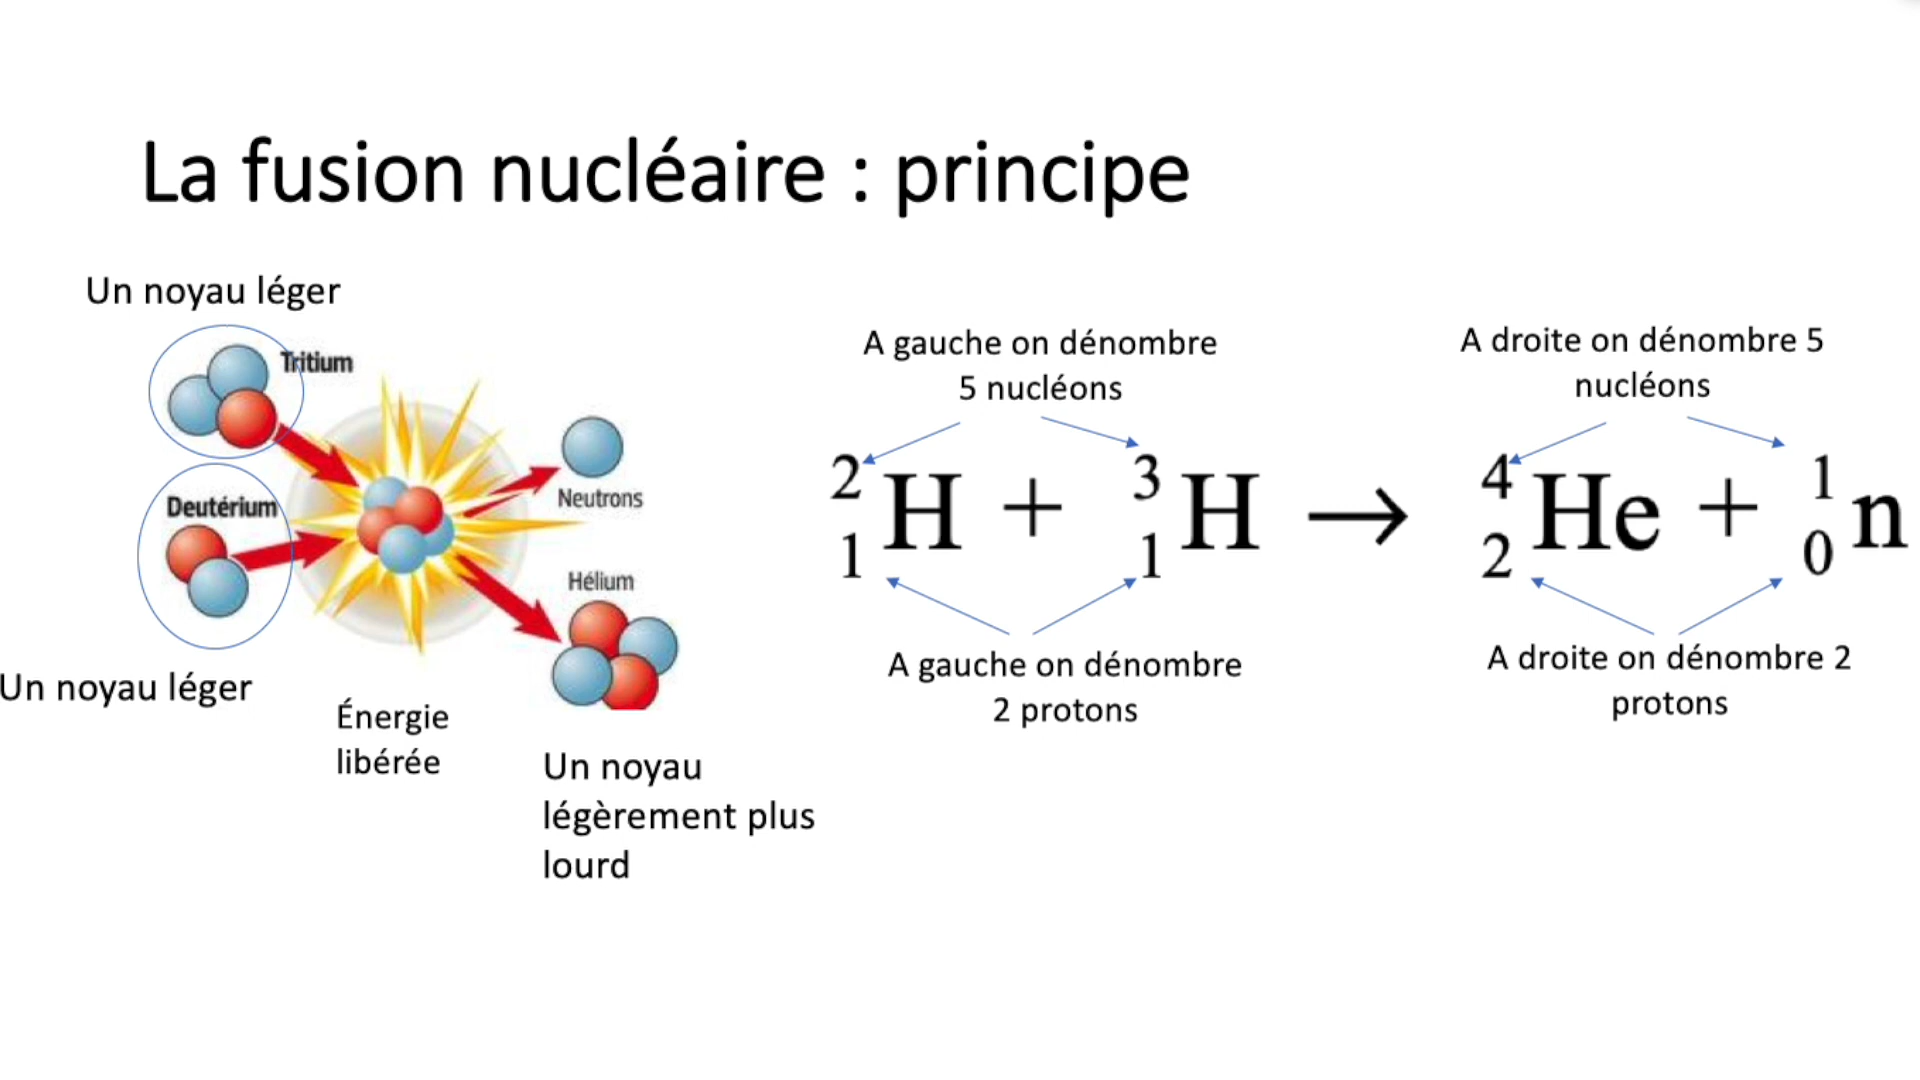 La fusion nucléaire : principe
Un noyau léger
Tritium
Deutérium
Un noyau léger
Énergie
libérée
Neutrons
Hélium
Un noyau
légèrement plus
lourd
A gauche on dénombre
5 nucléons
A droite on dénombre 5
nucléons
²₁H + ³₁H → ⁴₂He + ¹₀n
A gauche on dénombre
2 protons
A droite on dénombre 2
protons